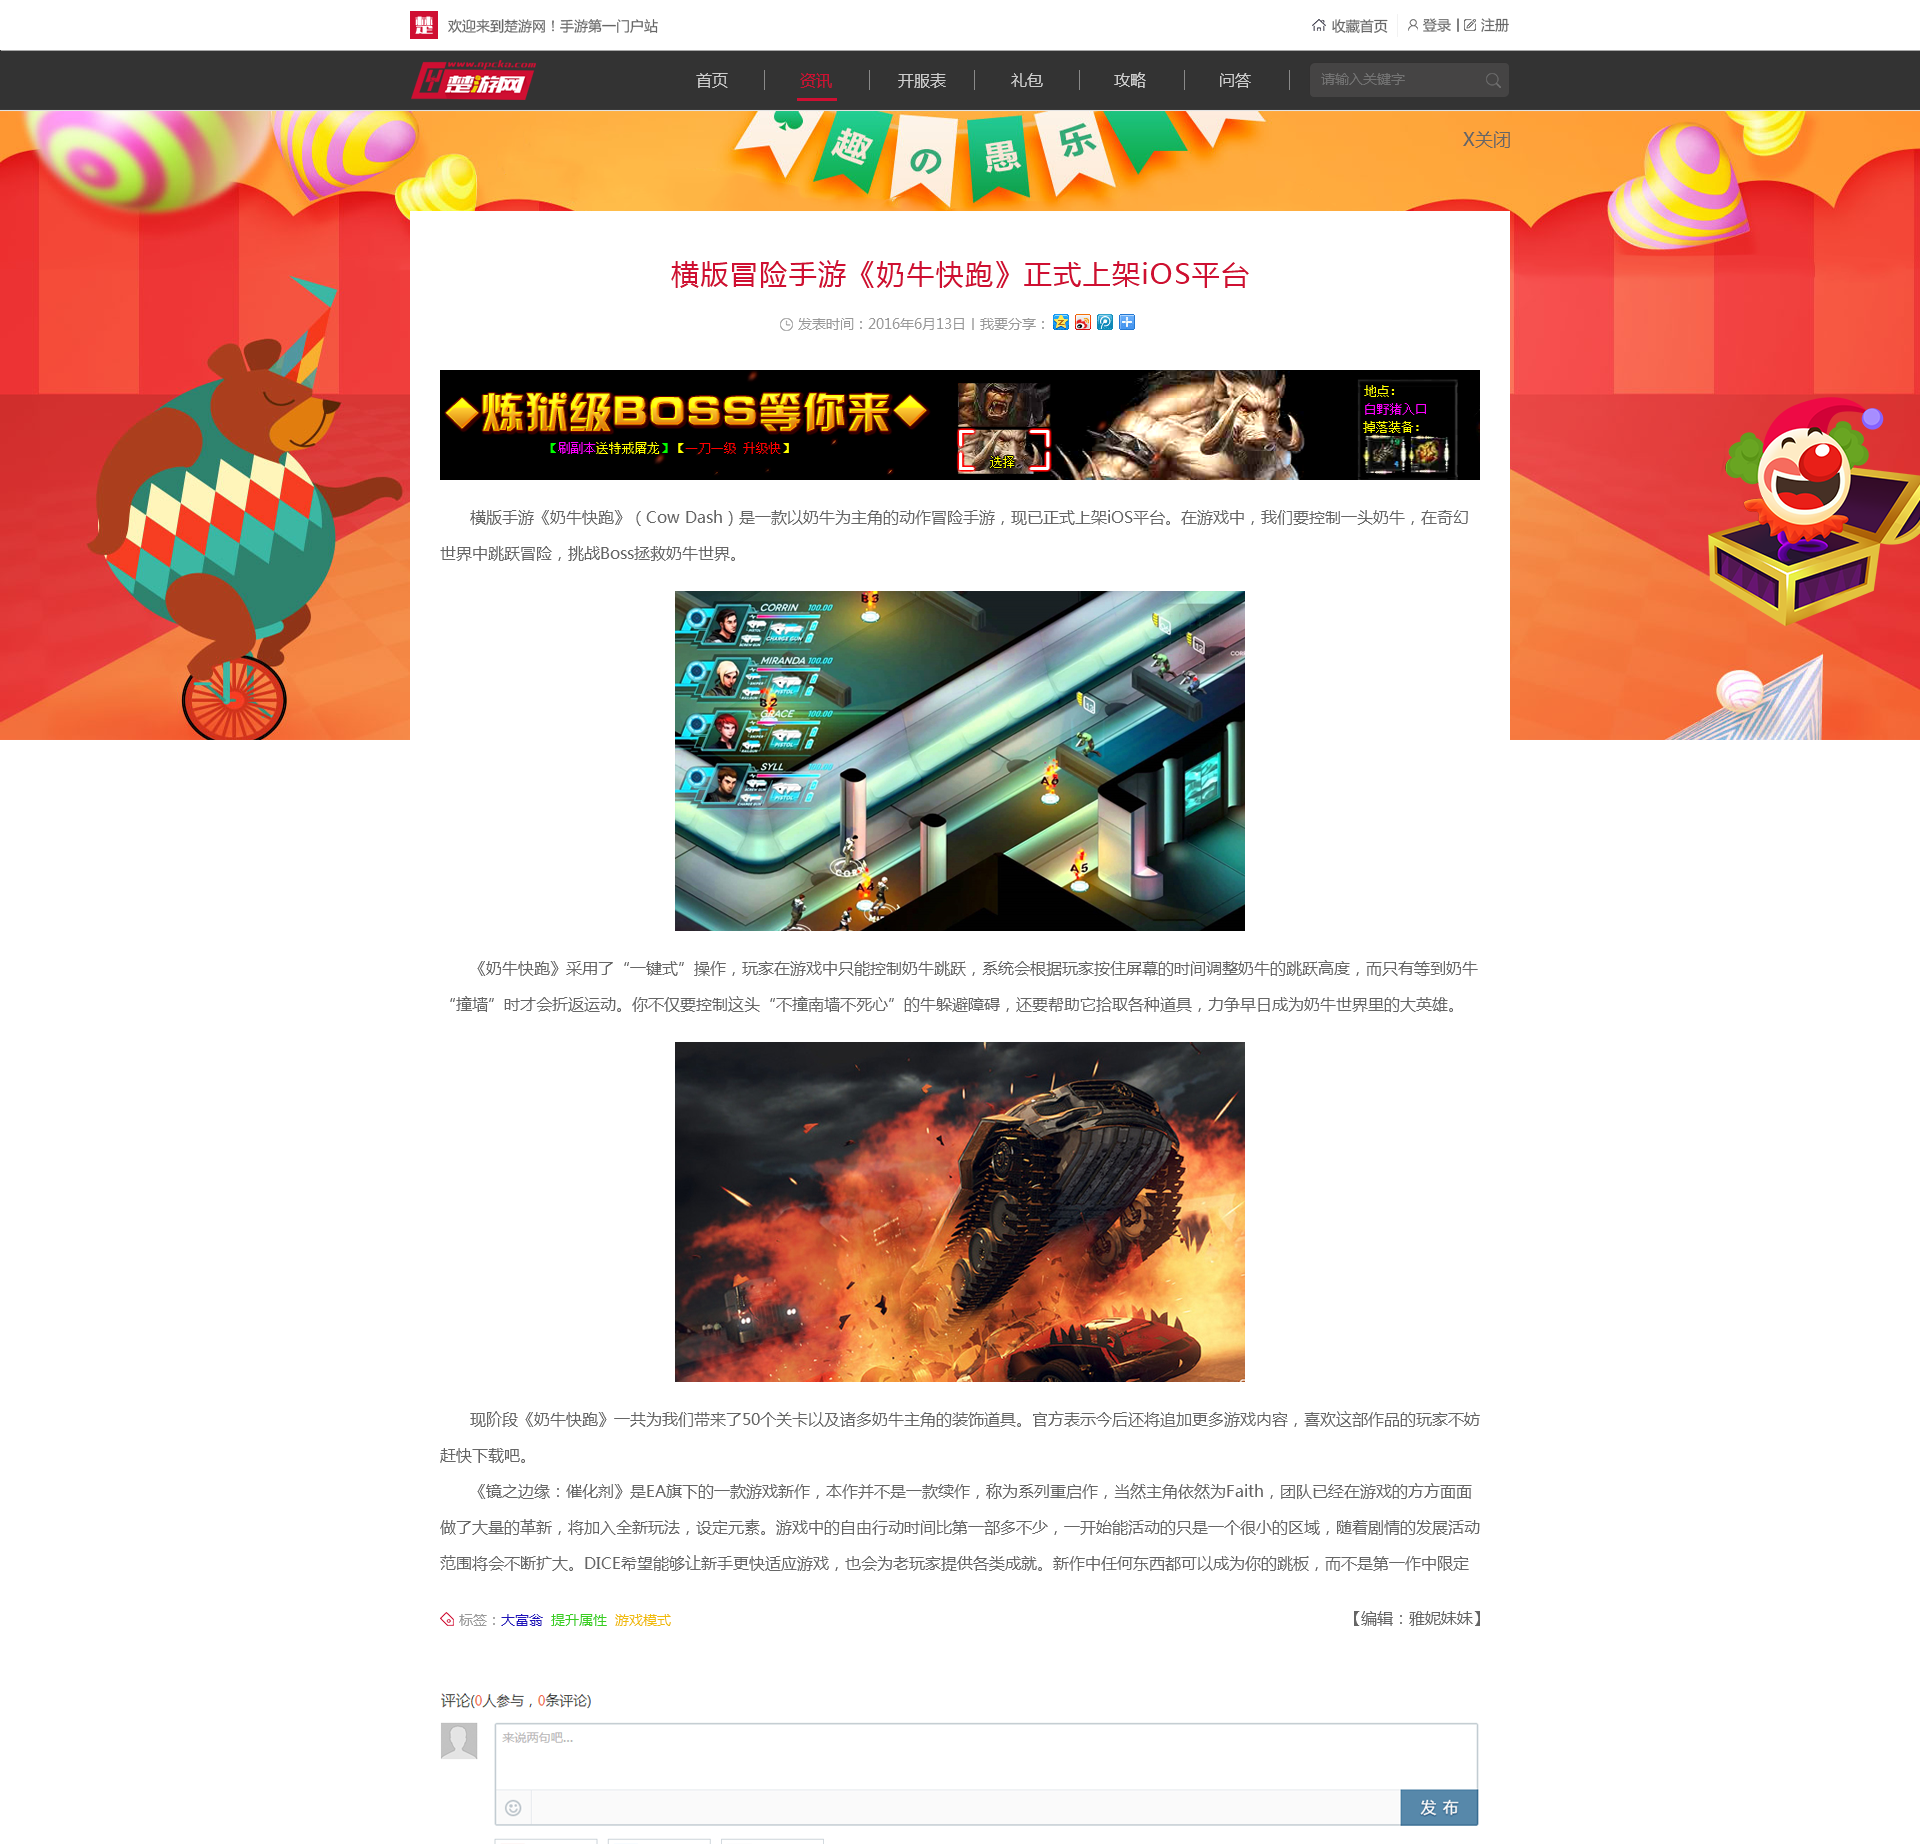 楚 欢迎来到楚游网！手游第一门户站 收藏首页 登录 | 注册
www.npcka.com
楚游网 首页 资讯 开服表 礼包 攻略 问答 请输入关键字
趣の愚乐
X关闭
横版冒险手游《奶牛快跑》正式上架iOS平台
发表时间：2016年6月13日丨我要分享：
炼狱级BOSS等你来
【刷副本送特戒屠龙】【一刀一级 升级快】
选择
地点：
白野猪入口
掉落装备：
横版手游《奶牛快跑》（Cow Dash）是一款以奶牛为主角的动作冒险手游，现已正式上架iOS平台。在游戏中，我们要控制一头奶牛，在奇幻
世界中跳跃冒险，挑战Boss拯救奶牛世界。
CORRIN 100.00
MIRANDA 100.00
GRACE 100.00
SYLL
B3
B2
A6
A5
A4
《奶牛快跑》采用了“一键式”操作，玩家在游戏中只能控制奶牛跳跃，系统会根据玩家按住屏幕的时间调整奶牛的跳跃高度，而只有等到奶牛
“撞墙”时才会折返运动。你不仅要控制这头“不撞南墙不死心”的牛躲避障碍，还要帮助它拾取各种道具，力争早日成为奶牛世界里的大英雄。
现阶段《奶牛快跑》一共为我们带来了50个关卡以及诸多奶牛主角的装饰道具。官方表示今后还将追加更多游戏内容，喜欢这部作品的玩家不妨
赶快下载吧。
《镜之边缘：催化剂》是EA旗下的一款游戏新作，本作并不是一款续作，称为系列重启作，当然主角依然为Faith，团队已经在游戏的方方面面
做了大量的革新，将加入全新玩法，设定元素。游戏中的自由行动时间比第一部多不少，一开始能活动的只是一个很小的区域，随着剧情的发展活动
范围将会不断扩大。DICE希望能够让新手更快适应游戏，也会为老玩家提供各类成就。新作中任何东西都可以成为你的跳板，而不是第一作中限定
标签：大富翁 提升属性 游戏模式 【编辑：雅妮妹妹】
评论(0人参与，0条评论)
来说两句吧...
发 布